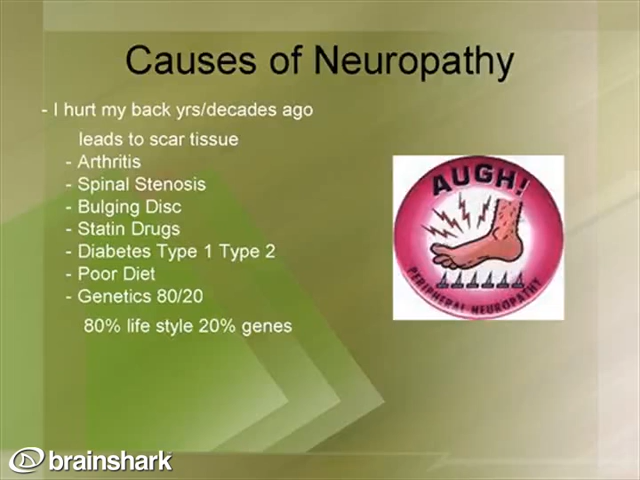 Causes of Neuropathy
- I hurt my back yrs/decades ago
leads to scar tissue
- Arthritis
- Spinal Stenosis
- Bulging Disc
- Statin Drugs
- Diabetes Type 1 Type 2
- Poor Diet
- Genetics 80/20
80% life style 20% genes
AUGH!
PERIPHERAL NEUROPATHY
brainshark